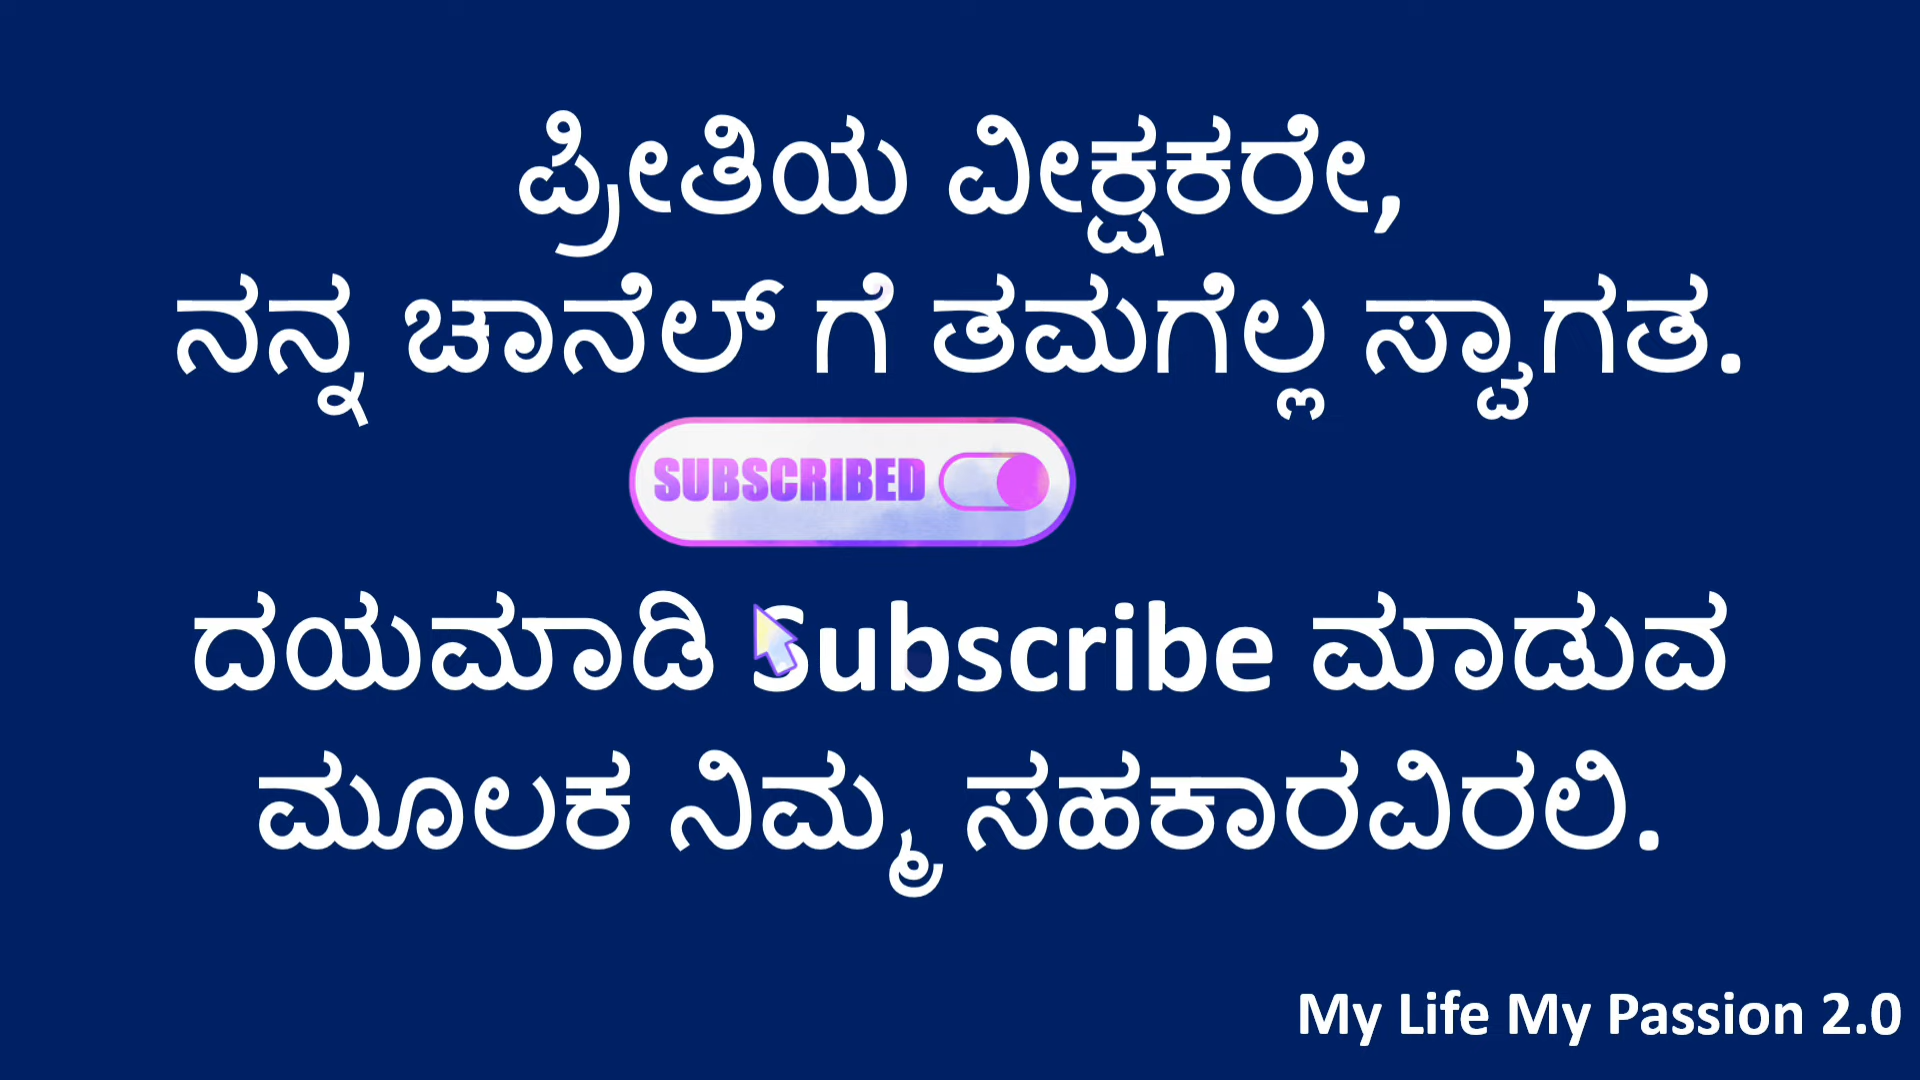 ಪ್ರೀತಿಯ ವೀಕ್ಷಕರೇ,
ನನ್ನ ಚಾನೆಲ್ ಗೆ ತಮಗೆಲ್ಲ ಸ್ವಾಗತ.
SUBSCRIBED
ದಯಮಾಡಿ Subscribe ಮಾಡುವ
ಮೂಲಕ ನಿಮ್ಮ ಸಹಕಾರವಿರಲಿ.
My Life My Passion 2.0